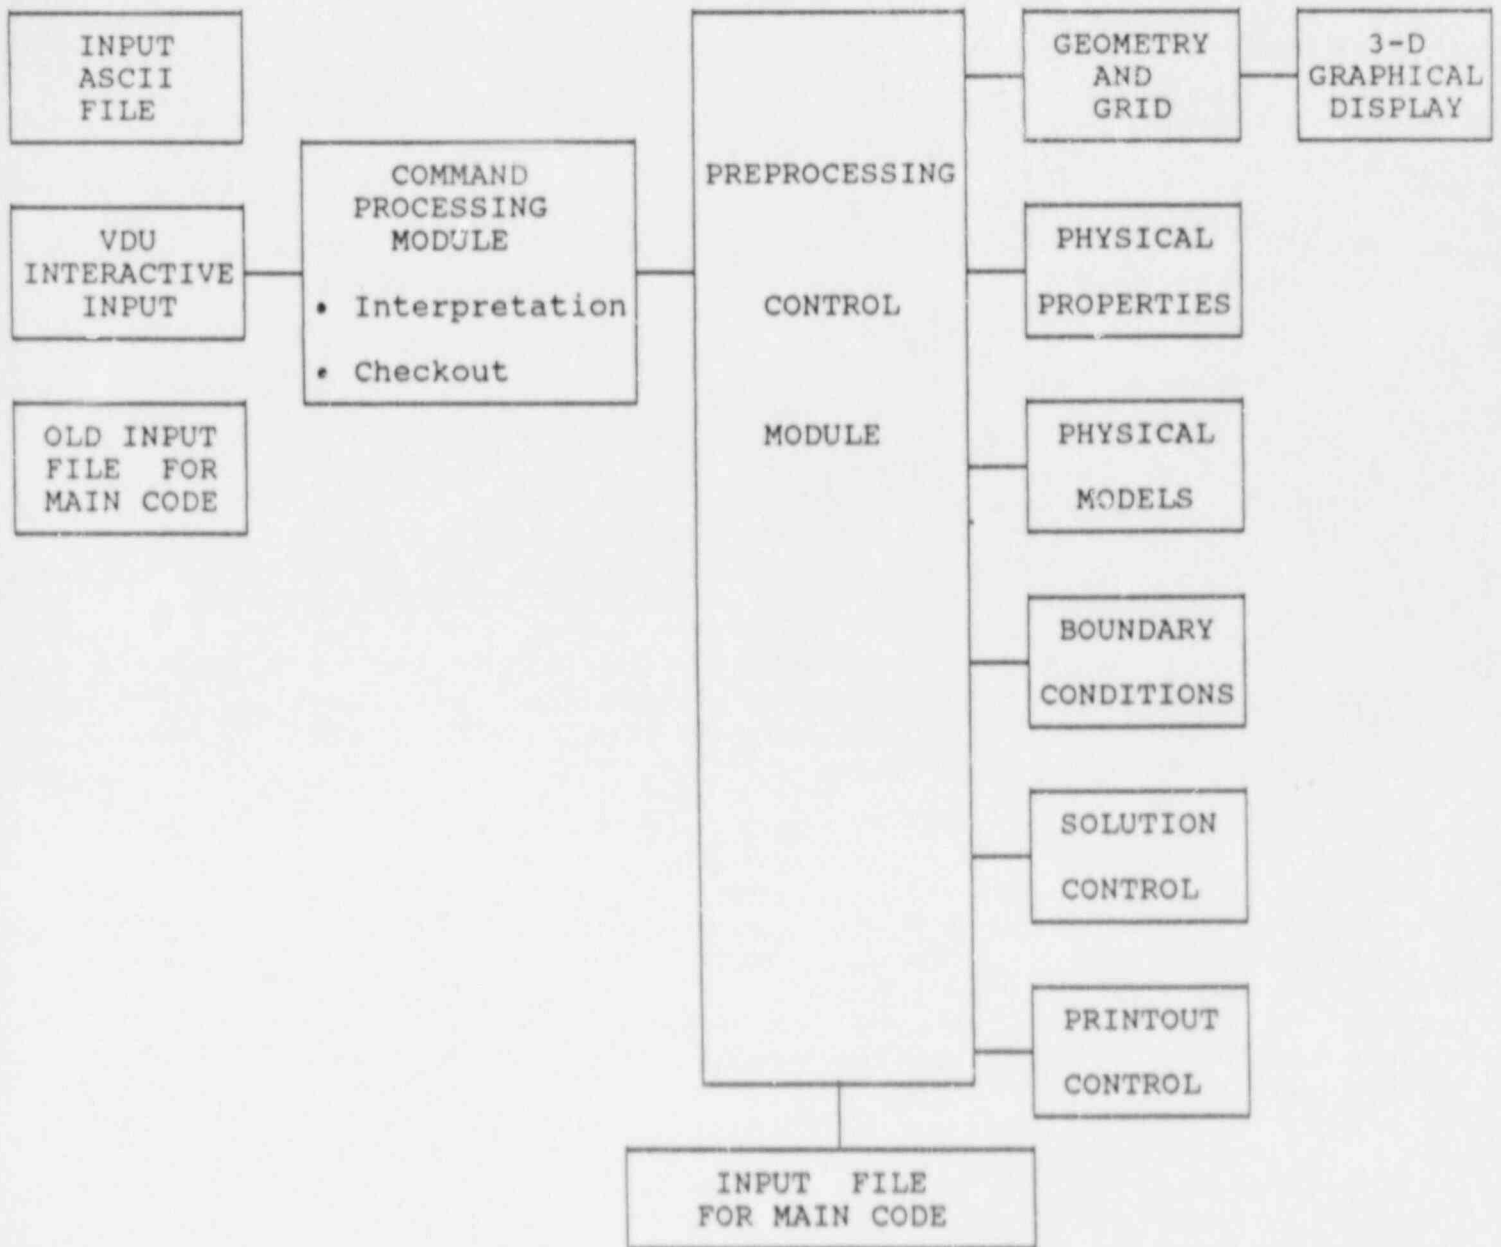 INPUT
ASCII
FILE
VDU
INTERACTIVE
INPUT
OLD INPUT
FILE FOR
MAIN CODE
COMMAND
PROCESSING
MODULE
• Interpretation
• Checkout
PREPROCESSING
CONTROL
MODULE
GEOMETRY
AND
GRID
3-D
GRAPHICAL
DISPLAY
PHYSICAL
PROPERTIES
PHYSICAL
MODELS
BOUNDARY
CONDITIONS
SOLUTION
CONTROL
PRINTOUT
CONTROL
INPUT FILE
FOR MAIN CODE